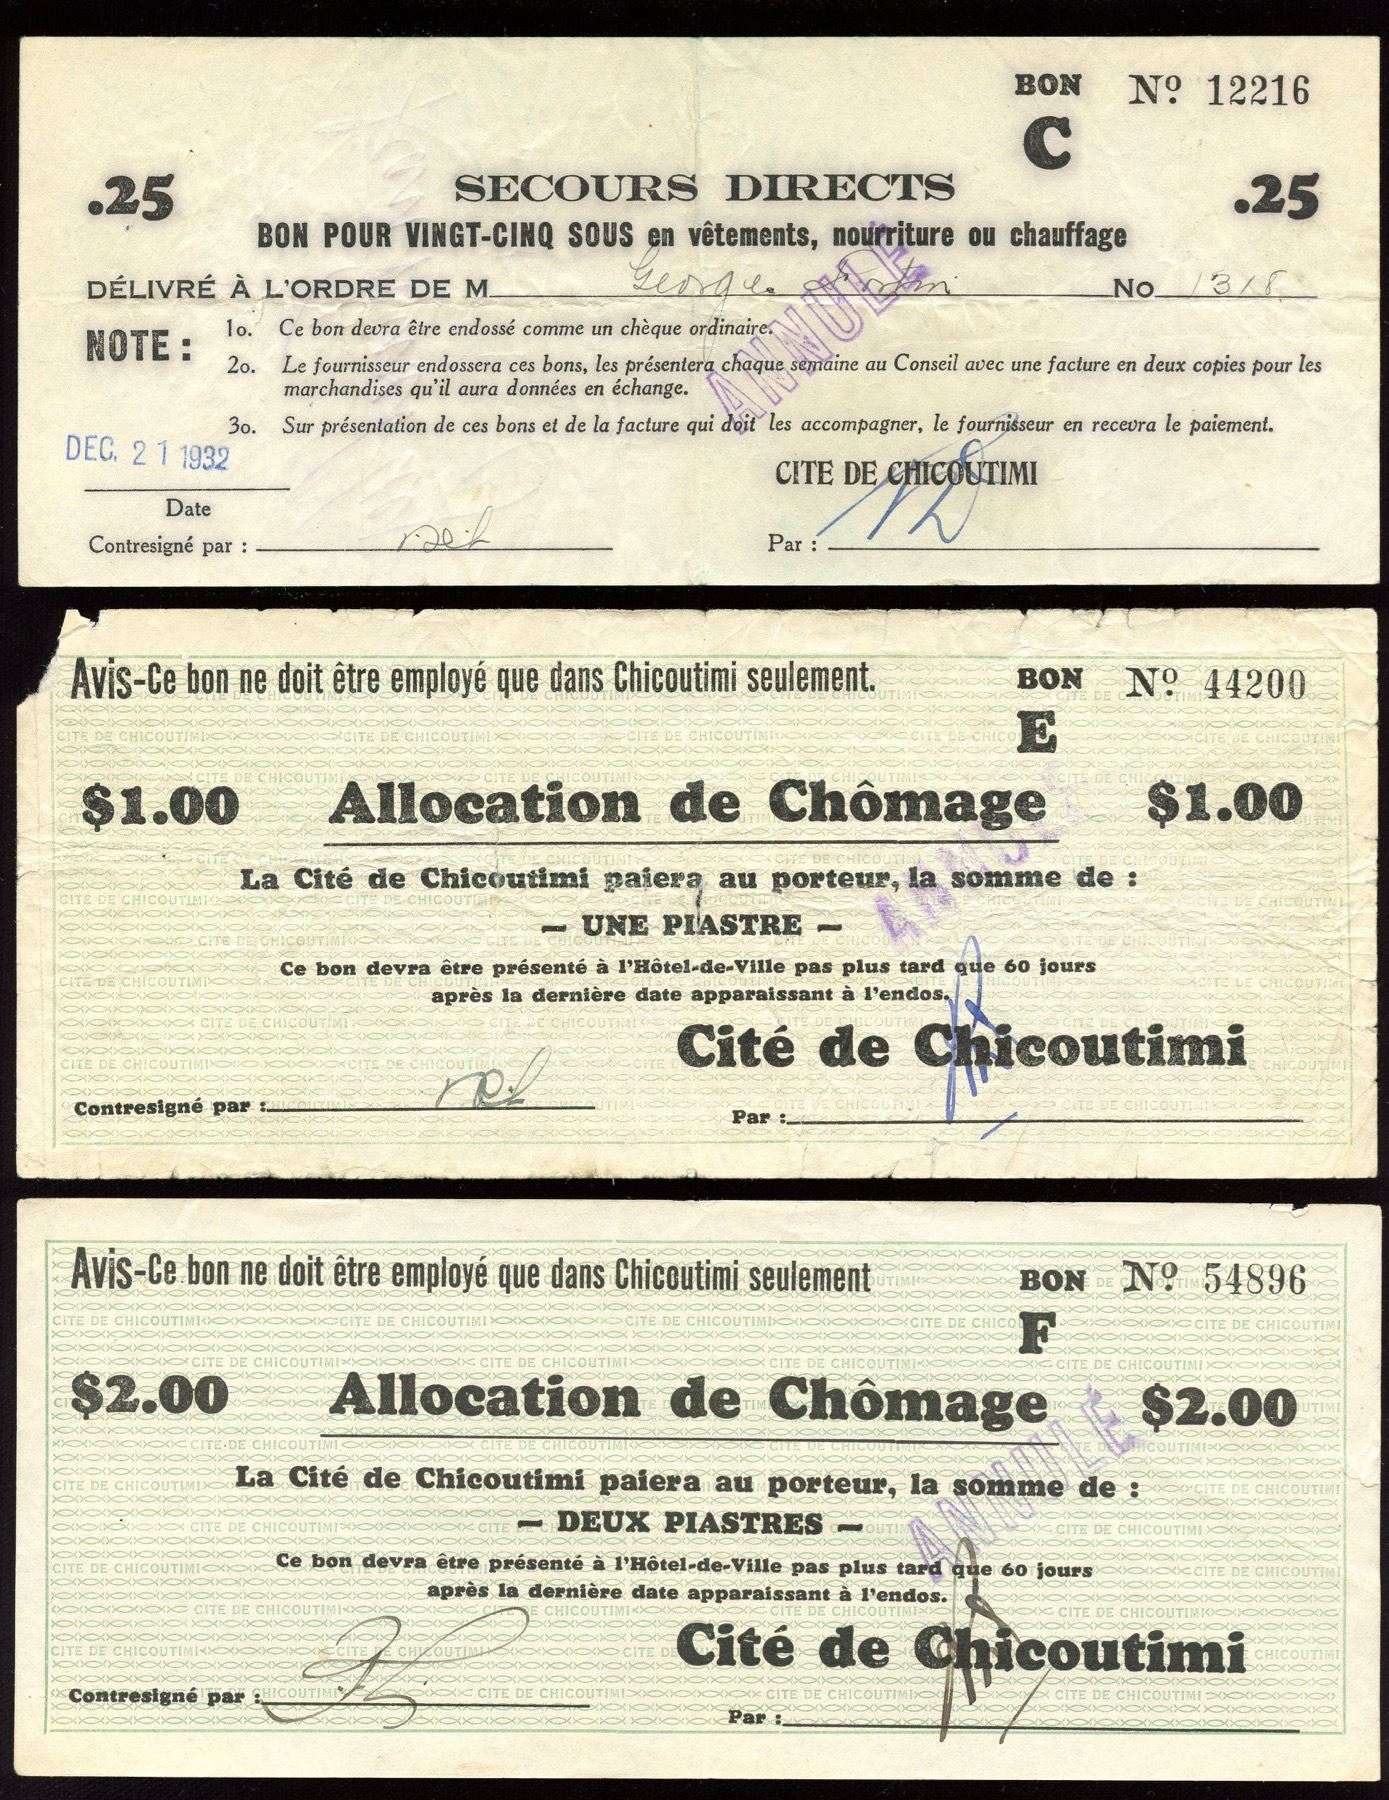 BON Nº 12216
C
.25 SECOURS DIRECTS .25
BON POUR VINGT-CINQ SOUS en vêtements, nourriture ou chauffage
DÉLIVRÉ À L'ORDRE DE M Georges Fortin No 1318
NOTE :
1o. Ce bon devra être endossé comme un chèque ordinaire.
2o. Le fournisseur endossera ces bons, les présentera chaque semaine au Conseil avec une facture en deux copies pour les
marchandises qu'il aura données en échange.
3o. Sur présentation de ces bons et de la facture qui doit les accompagner, le fournisseur en recevra le paiement.
ANNULÉ
DEC. 21 1932
CITE DE CHICOUTIMI
Date
Contresigné par :
Par :
Avis-Ce bon ne doit être employé que dans Chicoutimi seulement.
BON Nº 44200
E
$1.00 Allocation de Chômage $1.00
La Cité de Chicoutimi paiera au porteur, la somme de :
— UNE PIASTRE —
Ce bon devra être présenté à l'Hôtel-de-Ville pas plus tard que 60 jours
après la dernière date apparaissant à l'endos.
ANNULÉ
Cité de Chicoutimi
Contresigné par :
Par :
Avis-Ce bon ne doit être employé que dans Chicoutimi seulement
BON Nº 54896
F
$2.00 Allocation de Chômage $2.00
La Cité de Chicoutimi paiera au porteur, la somme de :
— DEUX PIASTRES —
Ce bon devra être présenté à l'Hôtel-de-Ville pas plus tard que 60 jours
après la dernière date apparaissant à l'endos.
ANNULÉ
Cité de Chicoutimi
Contresigné par :
Par :